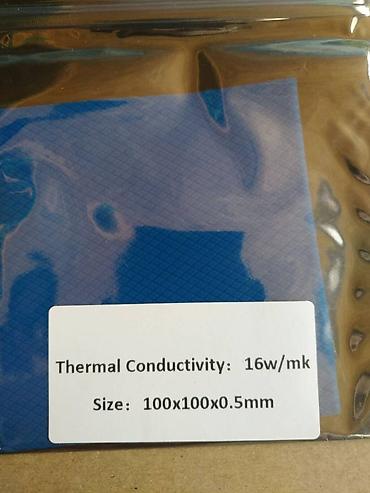 Thermal Conductivity：16w/mk
Size：100x100x0.5mm